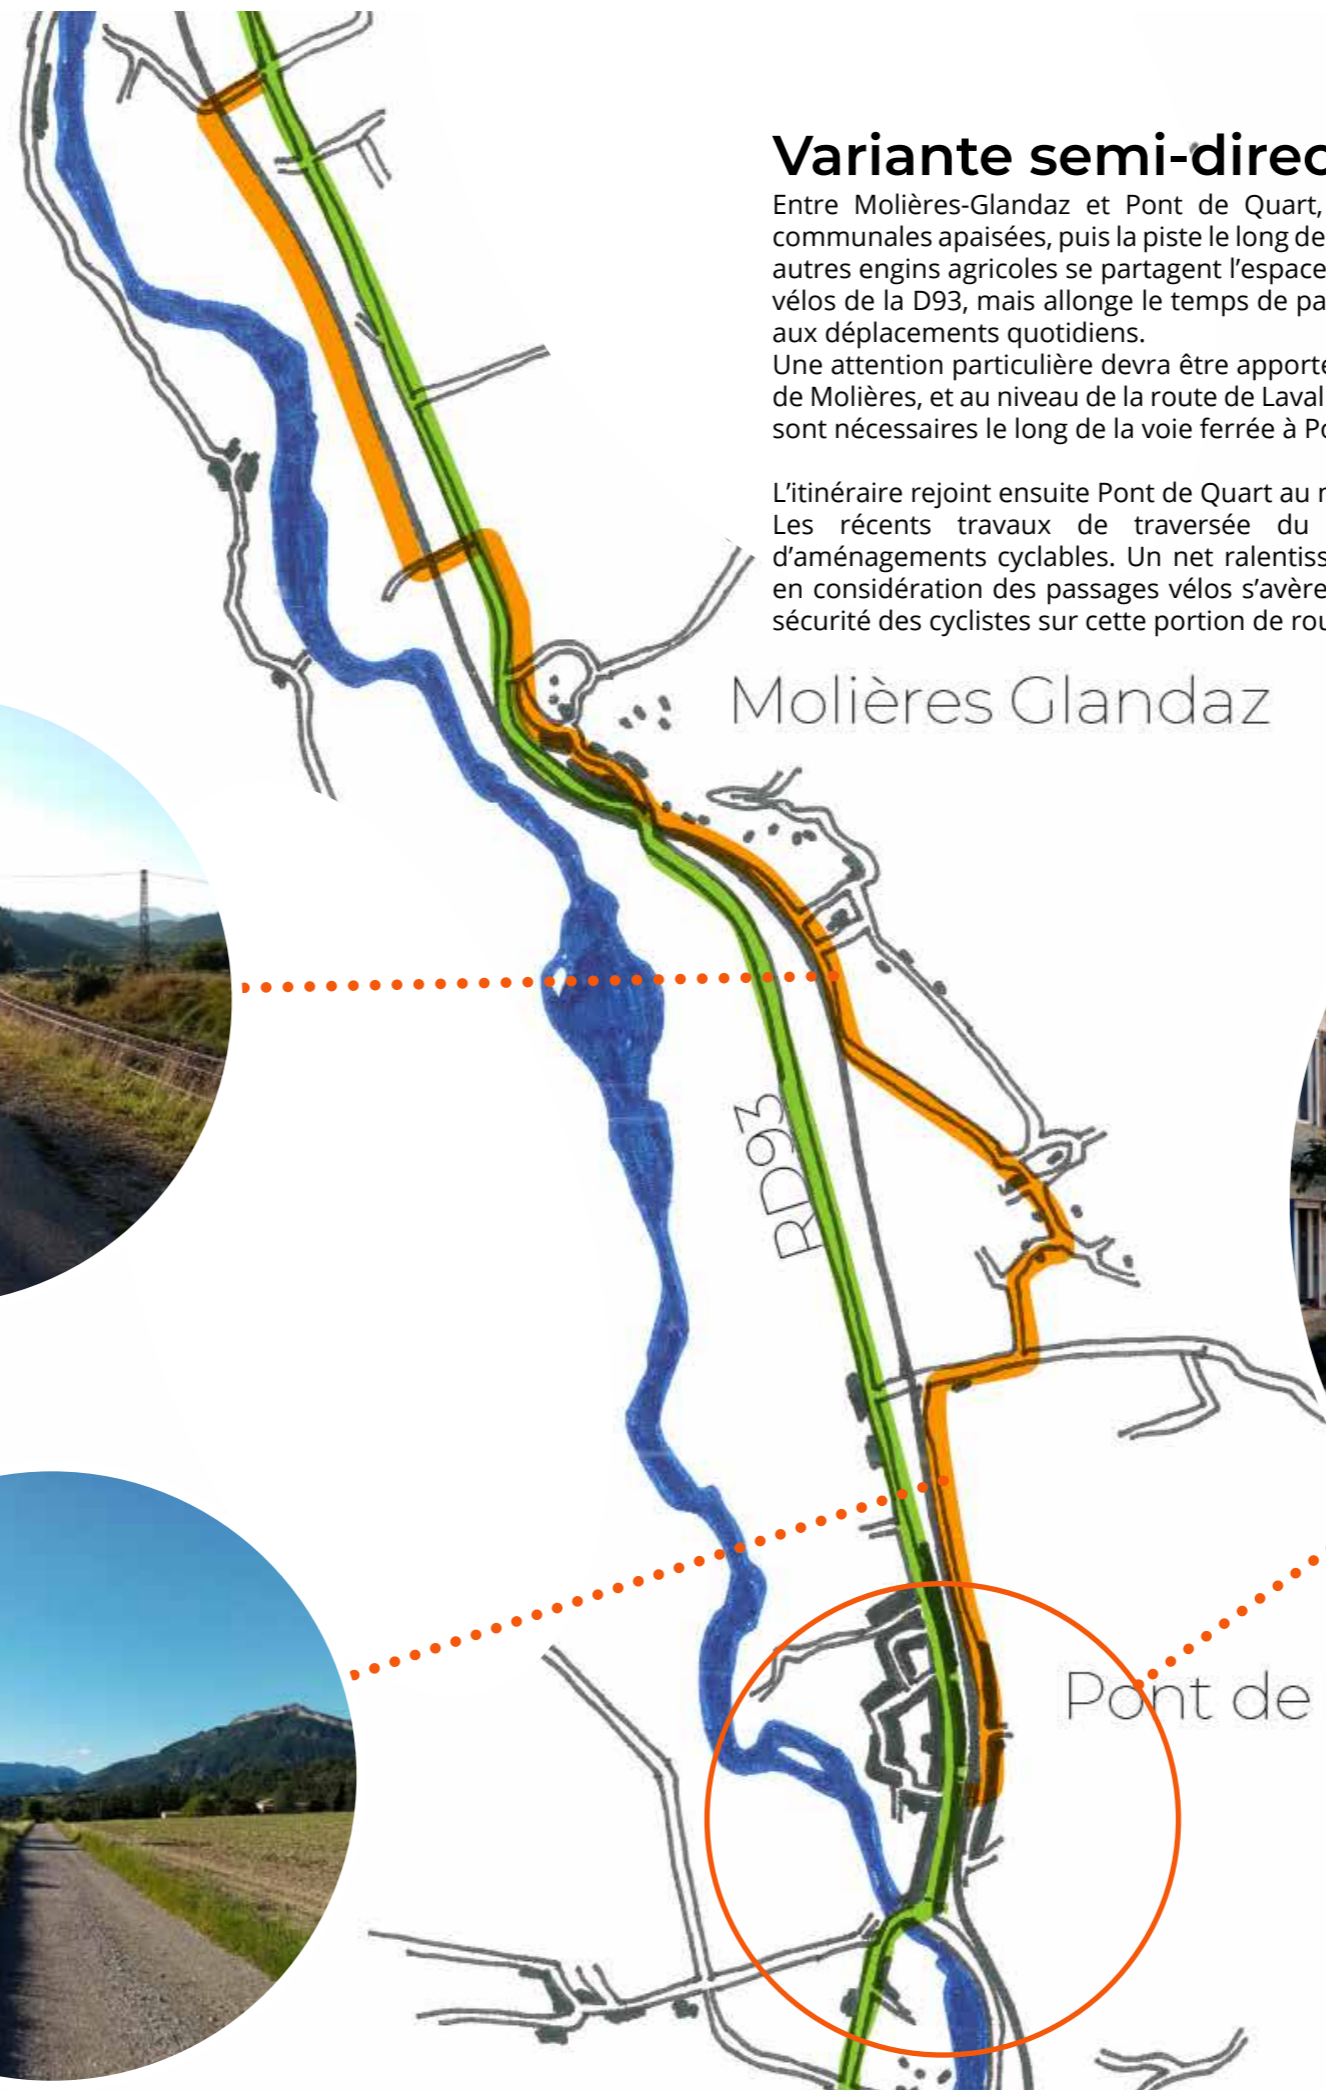 Variante semi-direc
Entre Molières-Glandaz et Pont de Quart,
communales apaisées, puis la piste le long de
autres engins agricoles se partagent l’espace
vélos de la D93, mais allonge le temps de pa
aux déplacements quotidiens.
Une attention particulière devra être apporte
de Molières, et au niveau de la route de Laval
sont nécessaires le long de la voie ferrée à Po
L’itinéraire rejoint ensuite Pont de Quart au n
Les récents travaux de traversée du
d’aménagements cyclables. Un net ralentiss
en considération des passages vélos s’avère
sécurité des cyclistes sur cette portion de rou
Molières Glandaz
RD93
Pont de